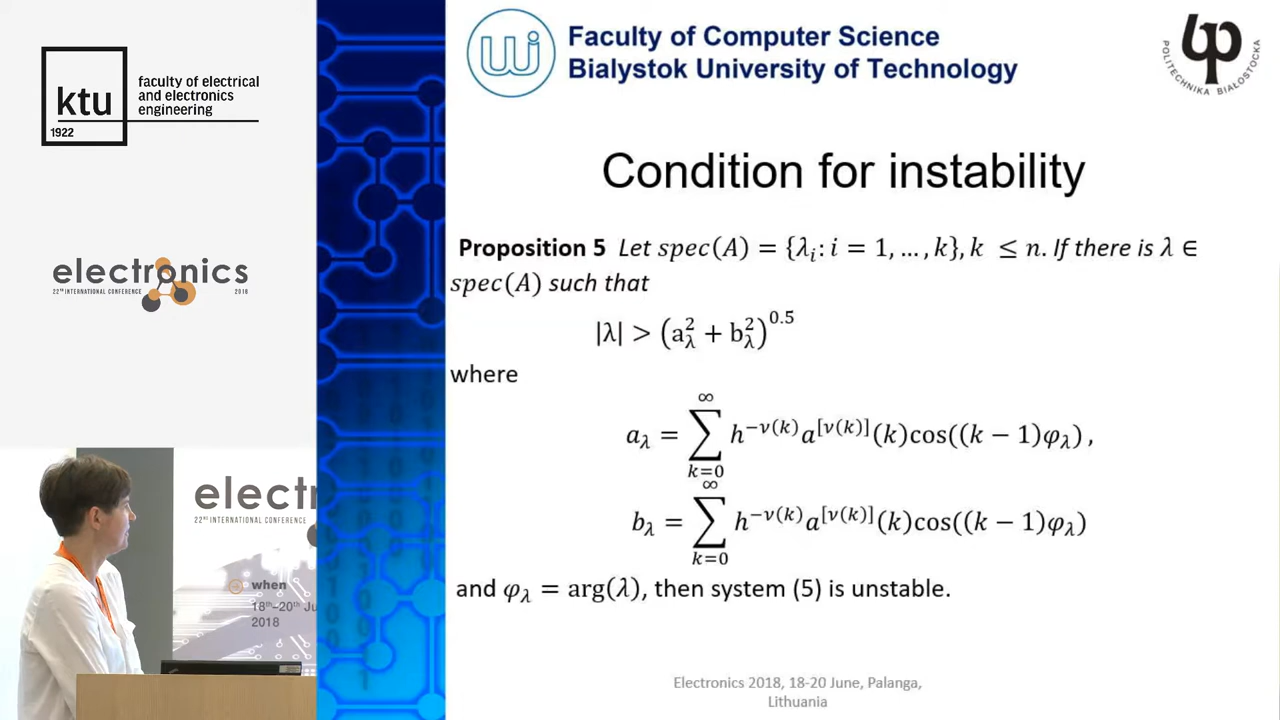 ktu
1922
faculty of electrical
and electronics
engineering
electronics
22ND INTERNATIONAL CONFERENCE 2018
Faculty of Computer Science
Bialystok University of Technology
POLITECHNIKA BIAŁOSTOCKA
Condition for instability
Proposition 5 Let spec(A) = {λᵢ: i = 1, …, k}, k ≤ n. If there is λ ∈
spec(A) such that
|λ| > (a_λ^2 + b_λ^2)^0.5
where
a_λ = ∑_{k=0}^{∞} h^{−ν(k)} a^{[ν(k)]}(k)cos((k − 1)φ_λ) ,
b_λ = ∑_{k=0}^{∞} h^{−ν(k)} a^{[ν(k)]}(k)cos((k − 1)φ_λ)
and φ_λ = arg(λ), then system (5) is unstable.
Electronics 2018, 18-20 June, Palanga,
Lithuania
electr
22ND INTERNATIONAL CONFERENCE
when
18th–20th Ju
2018